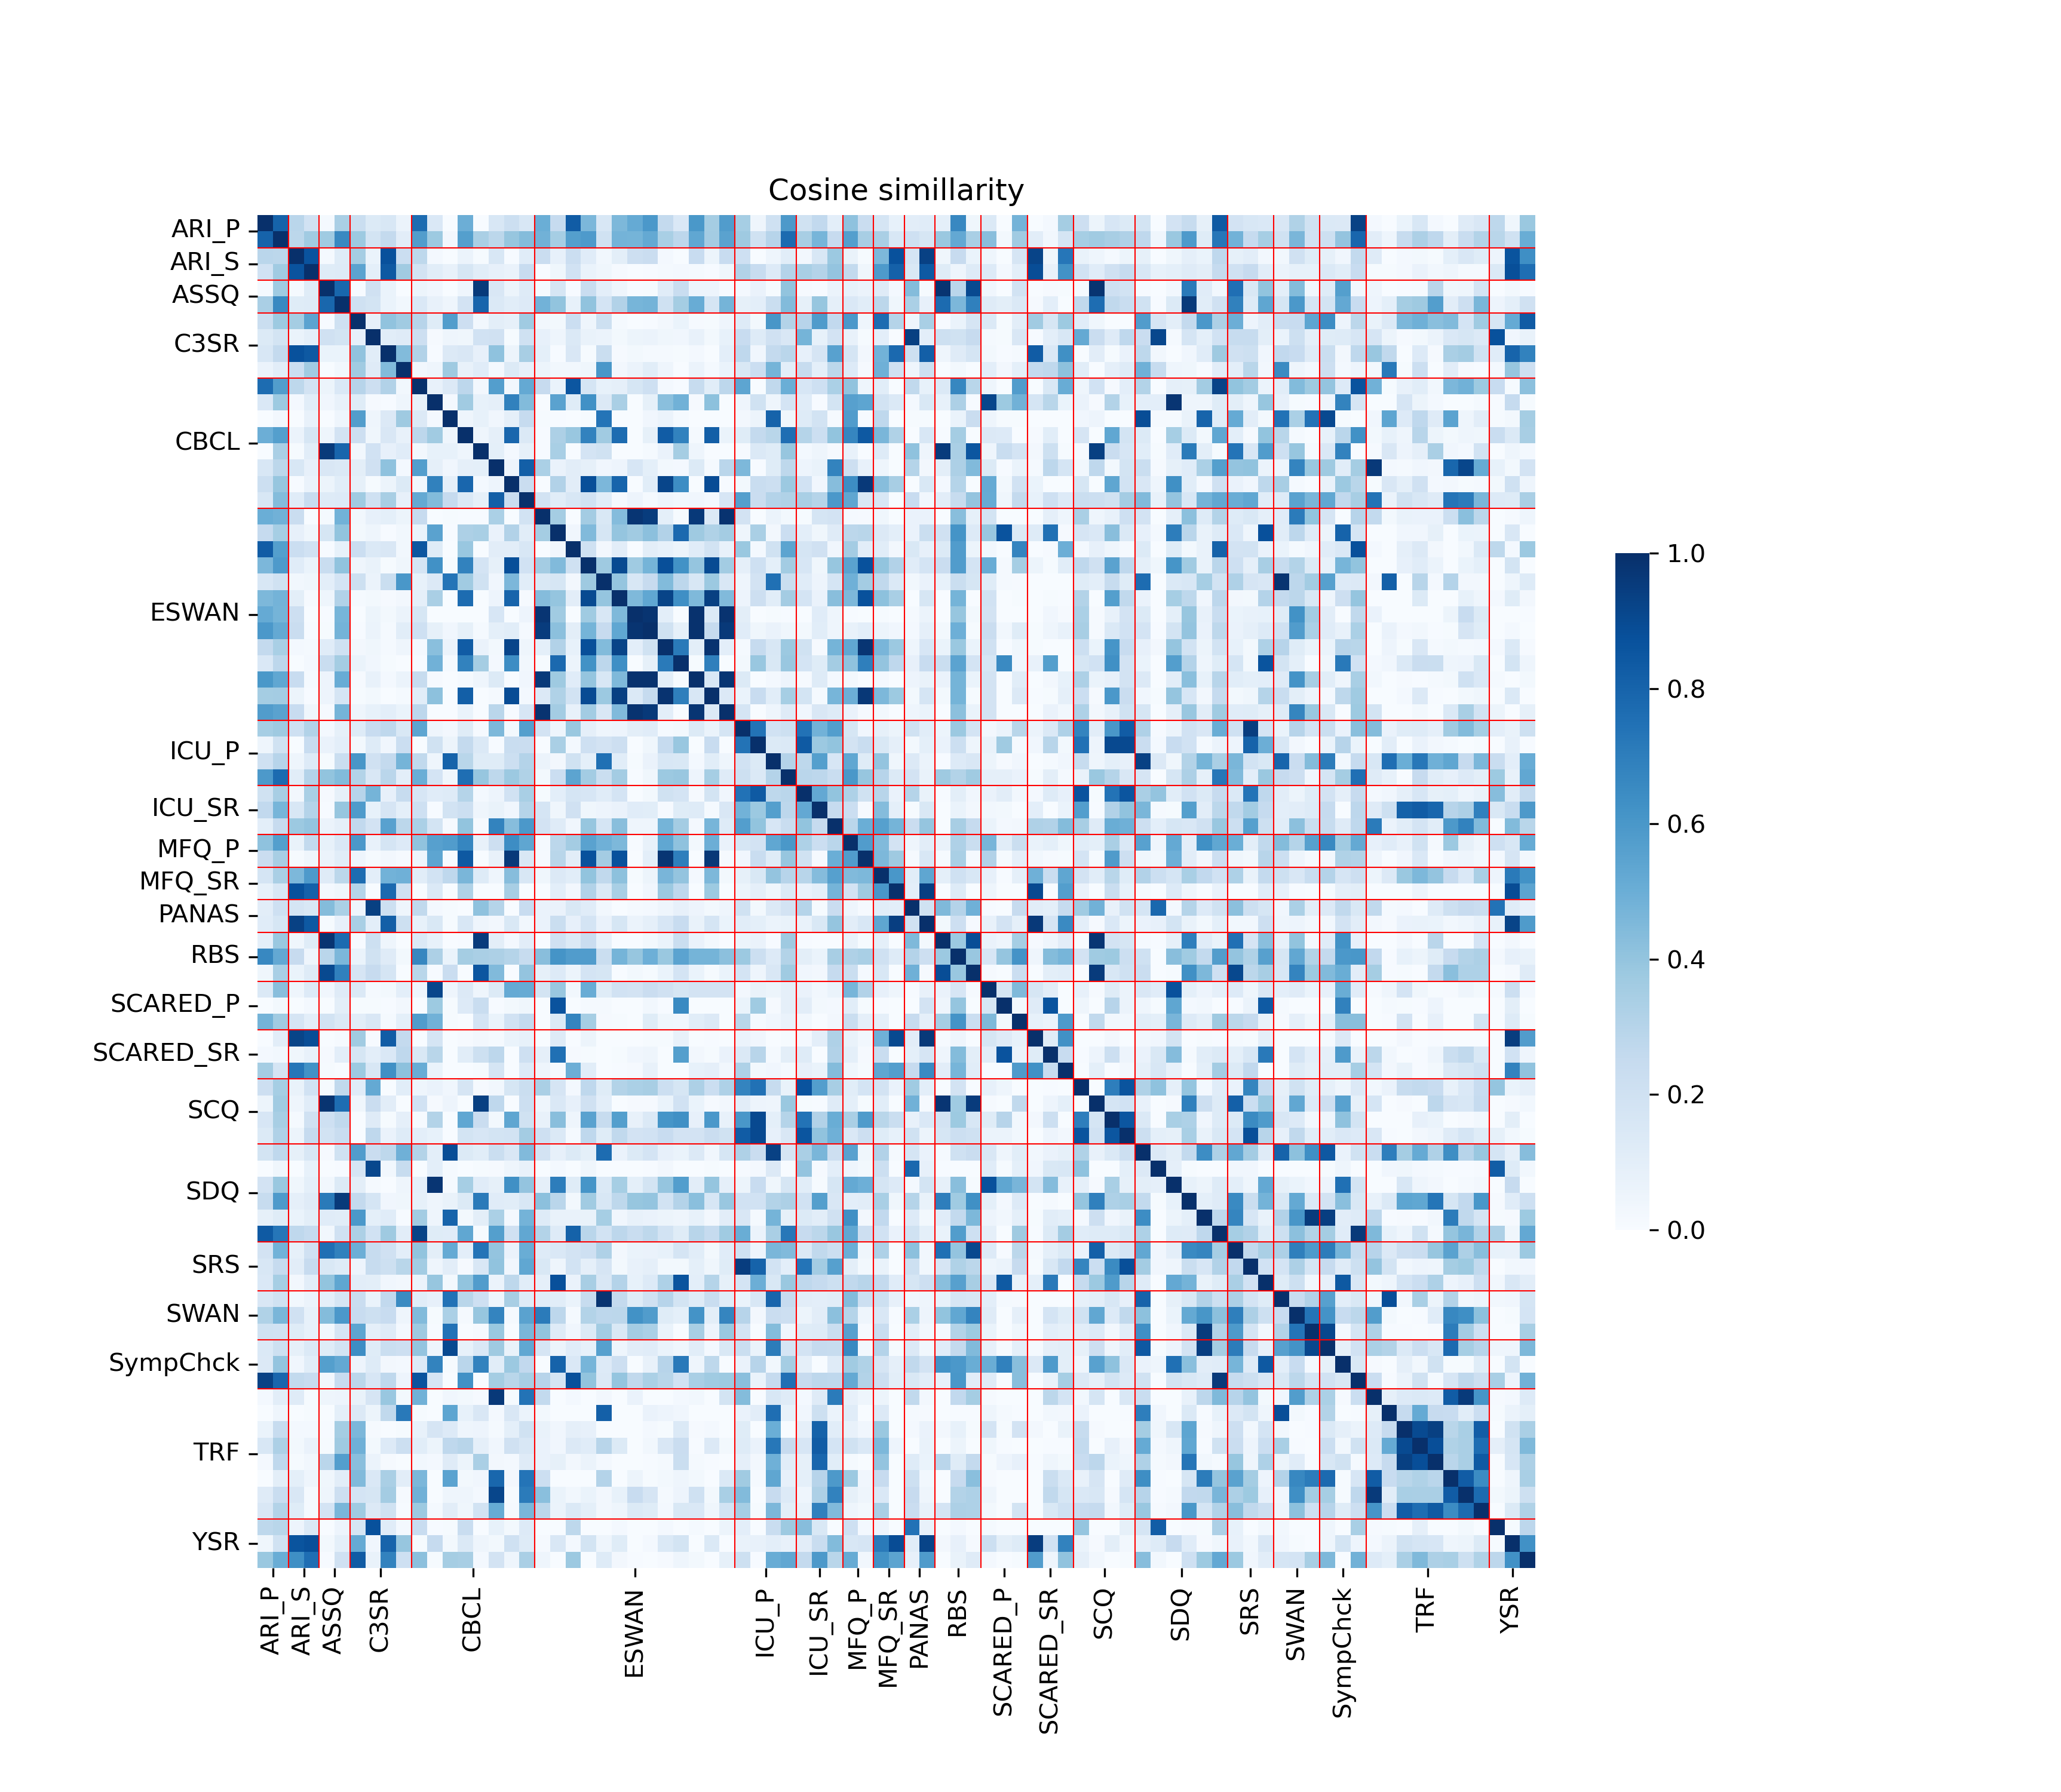 Cosine simillarity
ARI_P
ARI_S
ASSQ
C3SR
CBCL
ESWAN
ICU_P
ICU_SR
MFQ_P
MFQ_SR
PANAS
RBS
SCARED_P
SCARED_SR
SCQ
SDQ
SRS
SWAN
SympChck
TRF
YSR
ARI_P
ARI_S
ASSQ
C3SR
CBCL
ESWAN
ICU_P
ICU_SR
MFQ_P
MFQ_SR
PANAS
RBS
SCARED_P
SCARED_SR
SCQ
SDQ
SRS
SWAN
SympChck
TRF
YSR
1.0
0.8
0.6
0.4
0.2
0.0